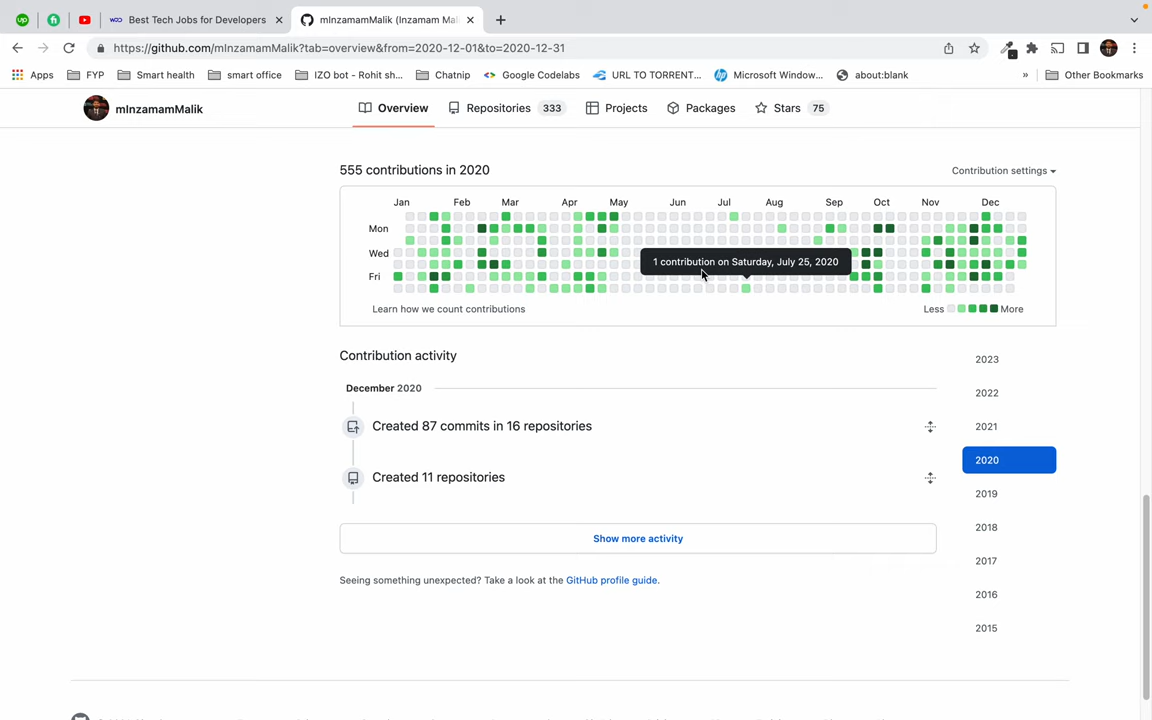 Best Tech Jobs for Developers
mInzamamMalik (Inzamam Mal
https://github.com/mInzamamMalik?tab=overview&from=2020-12-01&to=2020-12-31
Apps FYP Smart health smart office IZO bot - Rohit sh... Chatnip Google Codelabs URL TO TORRENT... Microsoft Window... about:blank » Other Bookmarks
mInzamamMalik Overview Repositories 333 Projects Packages Stars 75
555 contributions in 2020 Contribution settings
Jan Feb Mar Apr May Jun Jul Aug Sep Oct Nov Dec
Mon
Wed
1 contribution on Saturday, July 25, 2020
Fri
Learn how we count contributions Less More
Contribution activity
2023
December 2020
2022
Created 87 commits in 16 repositories
2021
2020
Created 11 repositories
2019
2018
Show more activity
2017
Seeing something unexpected? Take a look at the GitHub profile guide.
2016
2015